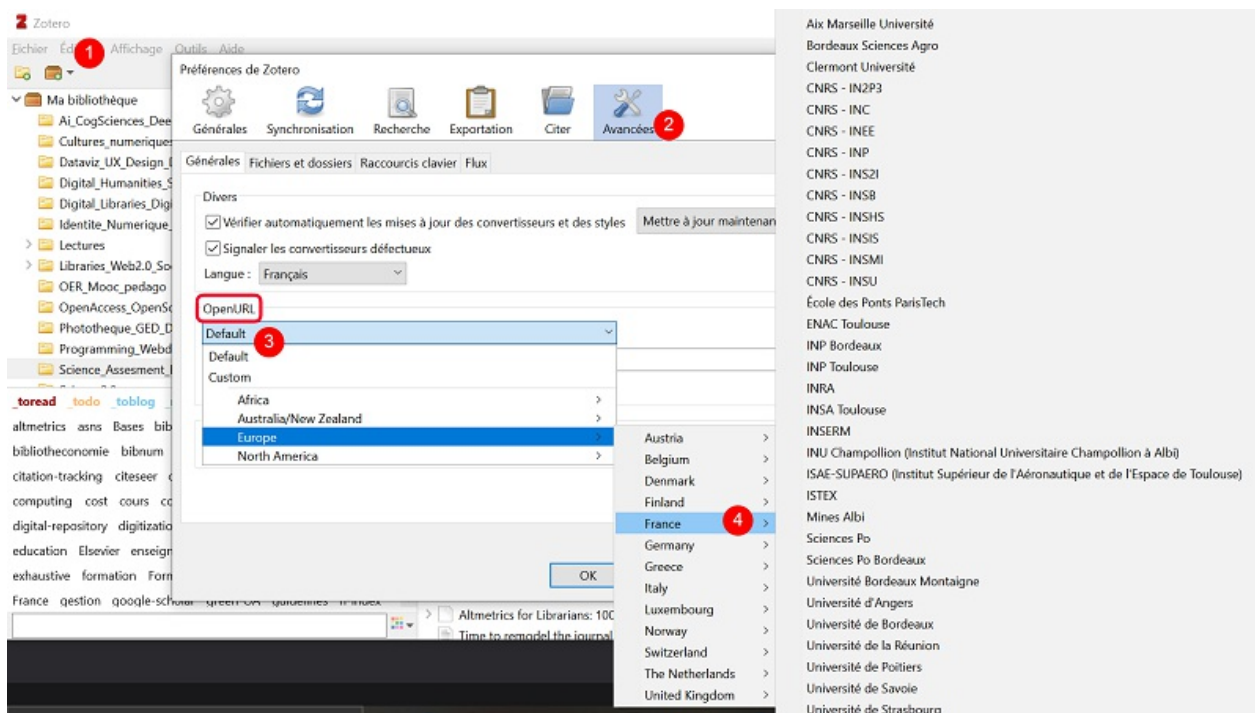 Zotero
Fichier Éd Affichage Outils Aide
1
Ma bibliothèque
Ai_CogSciences_Dee
Cultures_numerique
Dataviz_UX_Design_
Digital_Humanities_S
Digital_Libraries_Digi
Identite_Numerique_
Lectures
Libraries_Web2.0_So
OER_Mooc_pedago
OpenAccess_OpenSc
Phototheque_GED_D
Programming_Webd
Science_Assesment_
_toread _todo _toblog
altmetrics asns Bases bib
bibliotheconomie bibnum
citation-tracking citeseer
computing cost cours co
digital-repository digitizatio
education Elsevier enseign
exhaustive formation Form
France gestion google-scholar green-OA guidelines h-index
Préférences de Zotero
Générales Synchronisation Recherche Exportation Citer Avancées 2
Générales Fichiers et dossiers Raccourcis clavier Flux
Divers
Vérifier automatiquement les mises à jour des convertisseurs et des styles Mettre à jour maintenan
Signaler les convertisseurs défectueux
Langue : Français
OpenURL
Default
3
Default
Custom
Africa
Australia/New Zealand
Europe
North America
OK
Altmetrics for Librarians: 100
Time to remodel the journal
Austria
Belgium
Denmark
Finland
France 4
Germany
Greece
Italy
Luxembourg
Norway
Switzerland
The Netherlands
United Kingdom
Aix Marseille Université
Bordeaux Sciences Agro
Clermont Université
CNRS - IN2P3
CNRS - INC
CNRS - INEE
CNRS - INP
CNRS - INS2I
CNRS - INSB
CNRS - INSHS
CNRS - INSIS
CNRS - INSMI
CNRS - INSU
École des Ponts ParisTech
ENAC Toulouse
INP Bordeaux
INP Toulouse
INRA
INSA Toulouse
INSERM
INU Champollion (Institut National Universitaire Champollion à Albi)
ISAE-SUPAERO (Institut Supérieur de l'Aéronautique et de l'Espace de Toulouse)
ISTEX
Mines Albi
Sciences Po
Sciences Po Bordeaux
Université Bordeaux Montaigne
Université d'Angers
Université de Bordeaux
Université de la Réunion
Université de Poitiers
Université de Savoie
Université de Strasbourg